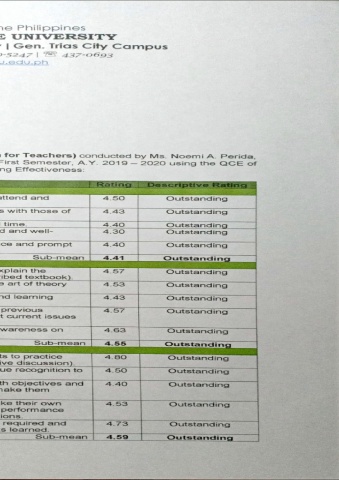 ne Philippines
E UNIVERSITY
| Gen. Trias City Campus
-5247 | ☏ 437-0693
u.edu.ph
for Teachers) conducted by Ms. Noemi A. Perida,
First Semester, A.Y. 2019 – 2020 using the QCE of
ng Effectiveness:
Rating Descriptive Rating
attend and 4.50 Outstanding
s with those of 4.43 Outstanding
time. 4.40 Outstanding
d and well- 4.30 Outstanding
ce and prompt 4.40 Outstanding
Sub-mean 4.41 Outstanding
explain the 4.57 Outstanding
ribed textbook).
e art of theory 4.53 Outstanding
nd learning 4.43 Outstanding
previous 4.57 Outstanding
t current issues
wareness on 4.63 Outstanding
Sub-mean 4.55 Outstanding
ts to practice 4.80 Outstanding
ive discussion).
ue recognition to 4.50 Outstanding
th objectives and 4.40 Outstanding
make them
ke their own 4.53 Outstanding
performance
ions.
required and 4.73 Outstanding
s learned.
Sub-mean 4.59 Outstanding